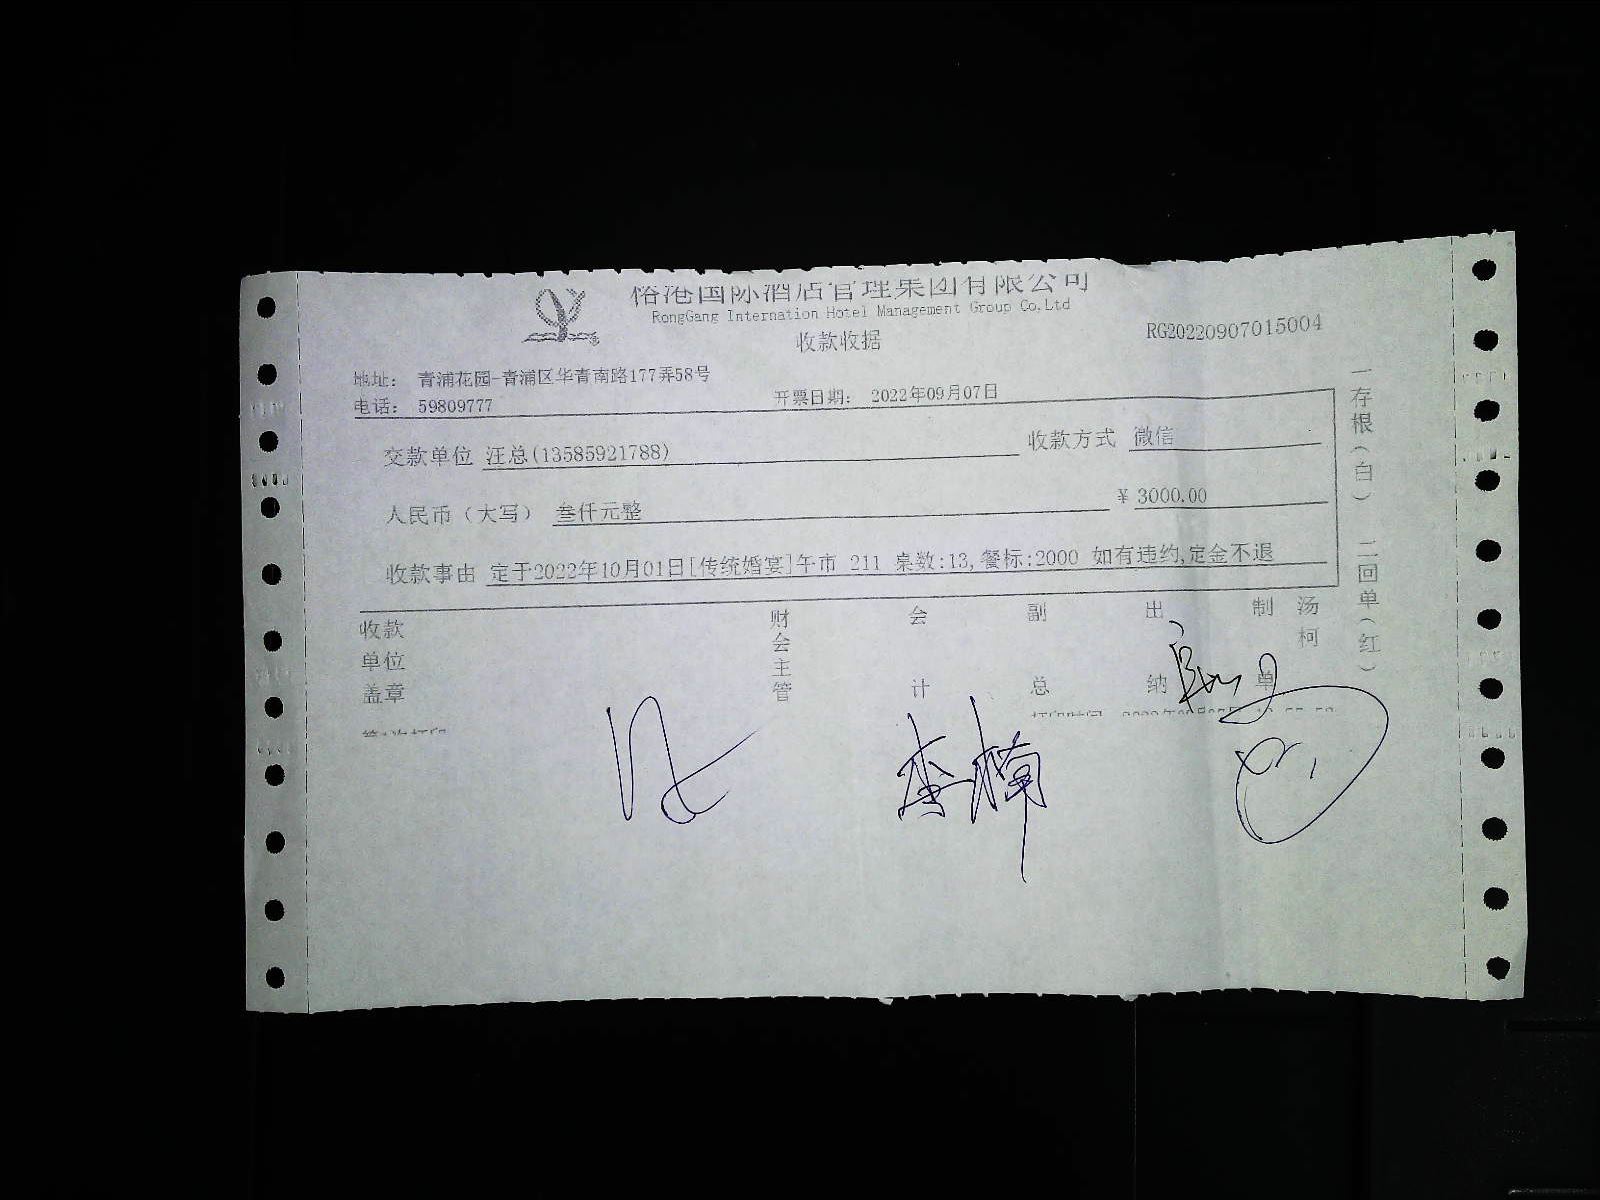 国际酒店管理集团有限公司
RongGang Internation Hotel Management Group Co,Ltd
收款收据
RG20220907015004
地址： 青浦花园-青浦区华青南路177弄58号
电话： 59809777
开票日期： 2022年09月07日
交款单位 汪总(13585921788)
收款方式 微信
人民币（大写） 叁仟元整
￥ 3000.00
收款事由 定于2022年10月01日[传统婚宴]午市 211 桌数:13,餐标:2000 如有违约,定金不退
收款单位盖章
财会主管
会计
副总
出纳
制单
汤柯
一存根（白）
二回单（红）
李楠